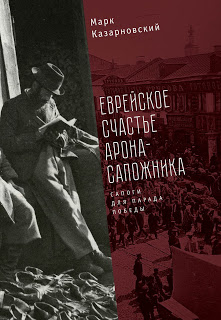 Марк
Казарновский
ЕВРЕЙСКОЕ
СЧАСТЬЕ
АРОНА-
САПОЖНИКА
САПОГИ
ДЛЯ ПАРАДА
ПОБЕДЫ